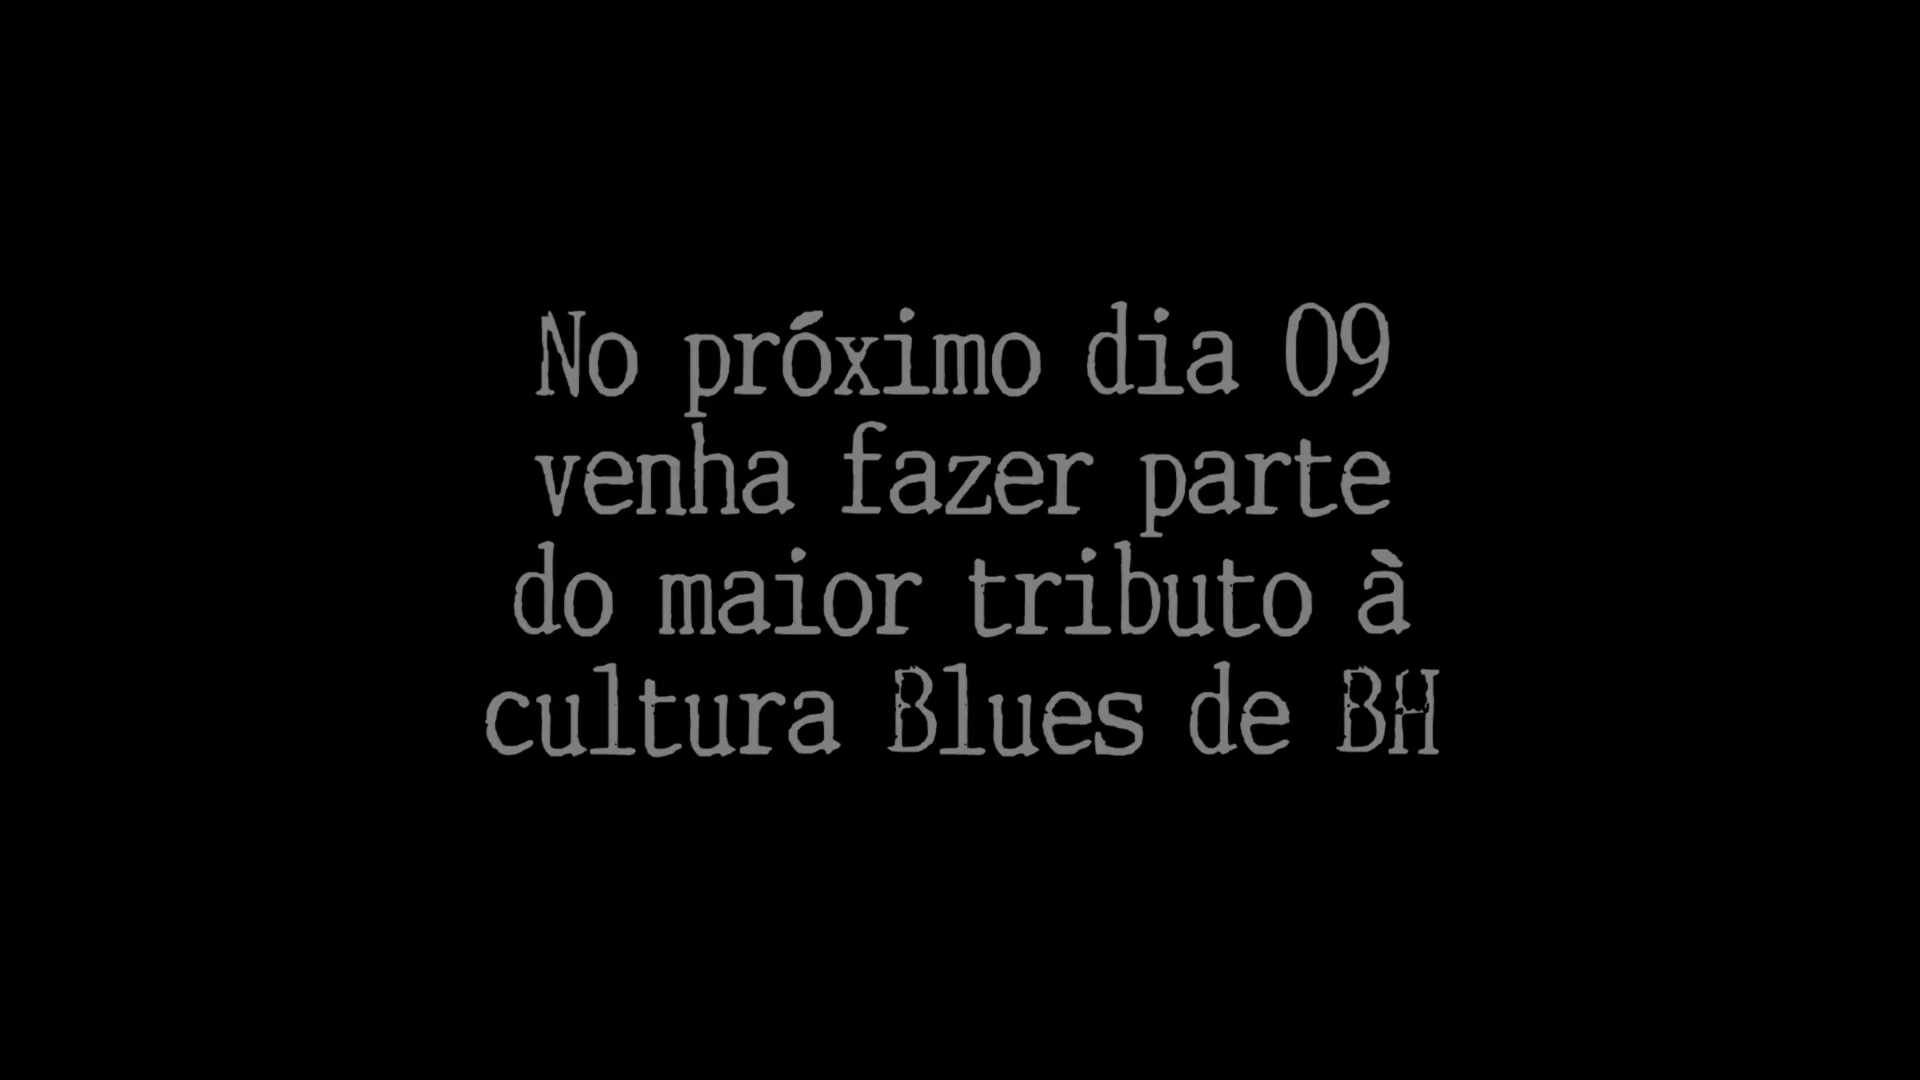 No próximo dia 09
venha fazer parte
do maior tributo à
cultura Blues de BH